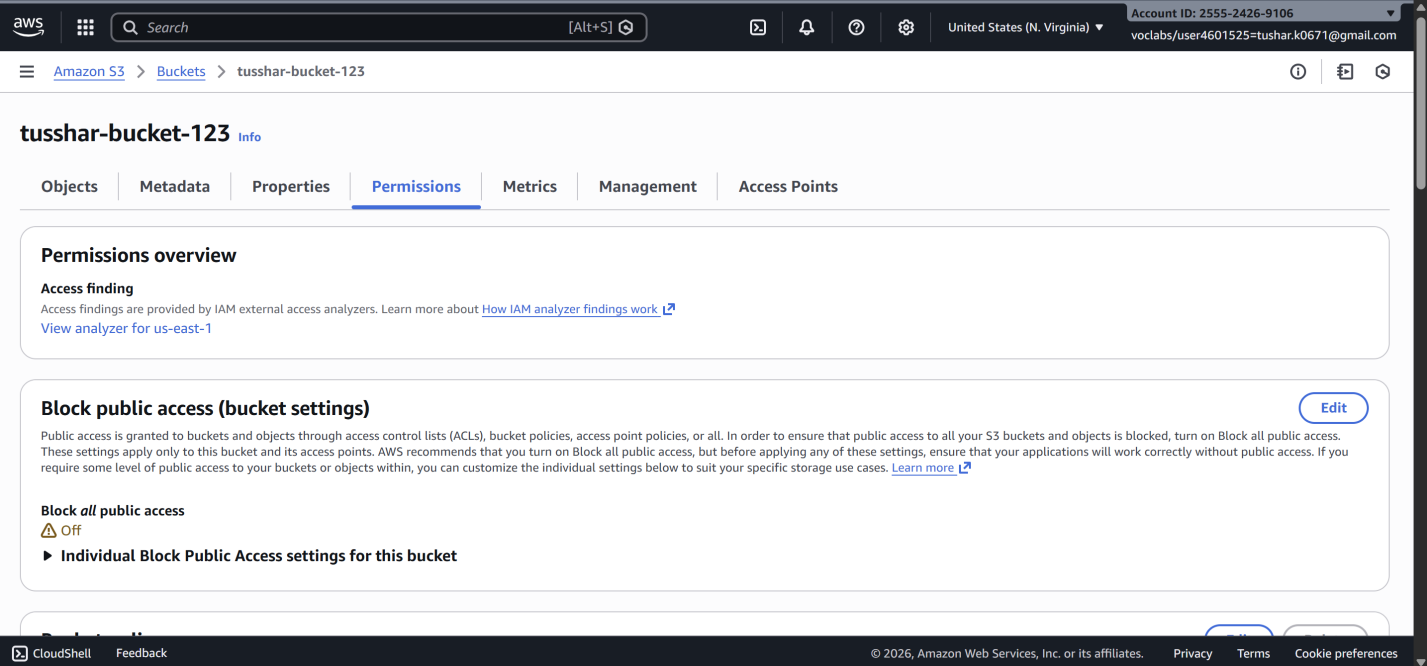 aws
Search [Alt+S]
United States (N. Virginia)
Account ID: 2555-2426-9106
voclabs/user4601525=tushar.k0671@gmail.com
Amazon S3 > Buckets > tusshar-bucket-123
tusshar-bucket-123 Info
Objects Metadata Properties Permissions Metrics Management Access Points
Permissions overview
Access finding
Access findings are provided by IAM external access analyzers. Learn more about How IAM analyzer findings work
View analyzer for us-east-1
Block public access (bucket settings) Edit
Public access is granted to buckets and objects through access control lists (ACLs), bucket policies, access point policies, or all. In order to ensure that public access to all your S3 buckets and objects is blocked, turn on Block all public access.
These settings apply only to this bucket and its access points. AWS recommends that you turn on Block all public access, but before applying any of these settings, ensure that your applications will work correctly without public access. If you
require some level of public access to your buckets or objects within, you can customize the individual settings below to suit your specific storage use cases. Learn more
Block all public access
Off
Individual Block Public Access settings for this bucket
CloudShell Feedback © 2026, Amazon Web Services, Inc. or its affiliates. Privacy Terms Cookie preferences